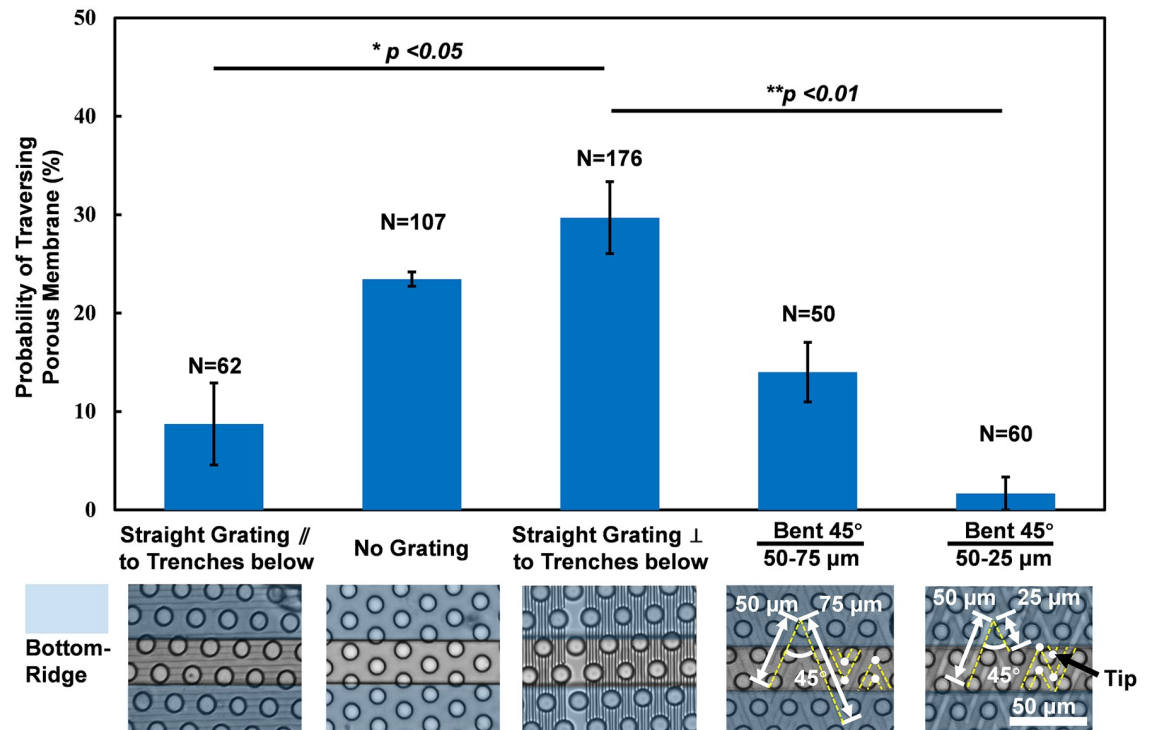 50
40
30
20
10
0
Probability of Traversing
Porous Membrane (%)
* p <0.05
**p <0.01
N=62
N=107
N=176
N=50
N=60
Straight Grating //
to Trenches below
No Grating
Straight Grating ⊥
to Trenches below
Bent 45°
50-75 µm
Bent 45°
50-25 µm
Bottom-
Ridge
50 µm 75 µm
45°
50 µm 25 µm
45°
Tip
50 µm